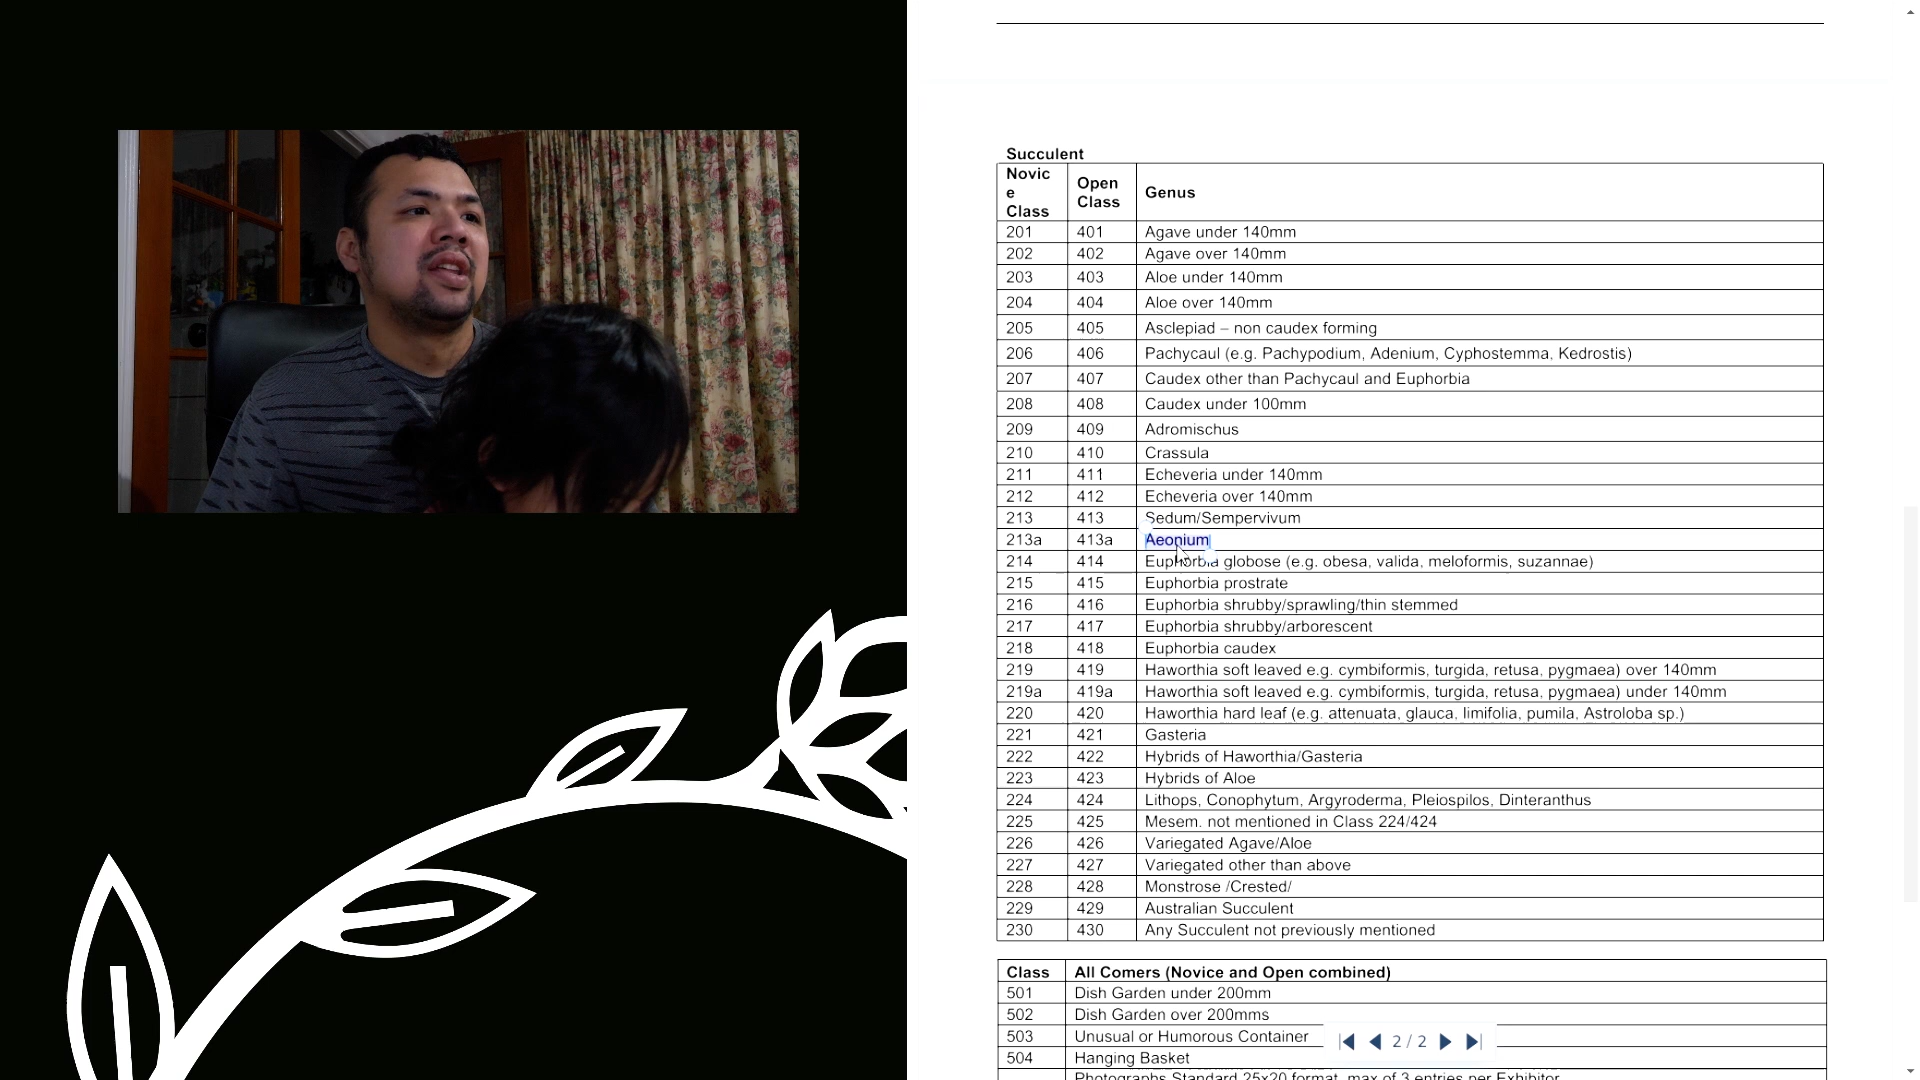 Succulent
Novic
e
Class
Open
Class
Genus
201 401 Agave under 140mm
202 402 Agave over 140mm
203 403 Aloe under 140mm
204 404 Aloe over 140mm
205 405 Asclepiad – non caudex forming
206 406 Pachycaul (e.g. Pachypodium, Adenium, Cyphostemma, Kedrostis)
207 407 Caudex other than Pachycaul and Euphorbia
208 408 Caudex under 100mm
209 409 Adromischus
210 410 Crassula
211 411 Echeveria under 140mm
212 412 Echeveria over 140mm
213 413 Sedum/Sempervivum
213a 413a Aeonium
214 414 Euphorbia globose (e.g. obesa, valida, meloformis, suzannae)
215 415 Euphorbia prostrate
216 416 Euphorbia shrubby/sprawling/thin stemmed
217 417 Euphorbia shrubby/arborescent
218 418 Euphorbia caudex
219 419 Haworthia soft leaved e.g. cymbiformis, turgida, retusa, pygmaea) over 140mm
219a 419a Haworthia soft leaved e.g. cymbiformis, turgida, retusa, pygmaea) under 140mm
220 420 Haworthia hard leaf (e.g. attenuata, glauca, limifolia, pumila, Astroloba sp.)
221 421 Gasteria
222 422 Hybrids of Haworthia/Gasteria
223 423 Hybrids of Aloe
224 424 Lithops, Conophytum, Argyroderma, Pleiospilos, Dinteranthus
225 425 Mesem. not mentioned in Class 224/424
226 426 Variegated Agave/Aloe
227 427 Variegated other than above
228 428 Monstrose /Crested/
229 429 Australian Succulent
230 430 Any Succulent not previously mentioned
Class All Comers (Novice and Open combined)
501 Dish Garden under 200mm
502 Dish Garden over 200mms
503 Unusual or Humorous Container
504 Hanging Basket
Photographs Standard 25x20 format, max of 3 entries per Exhibitor
2 / 2